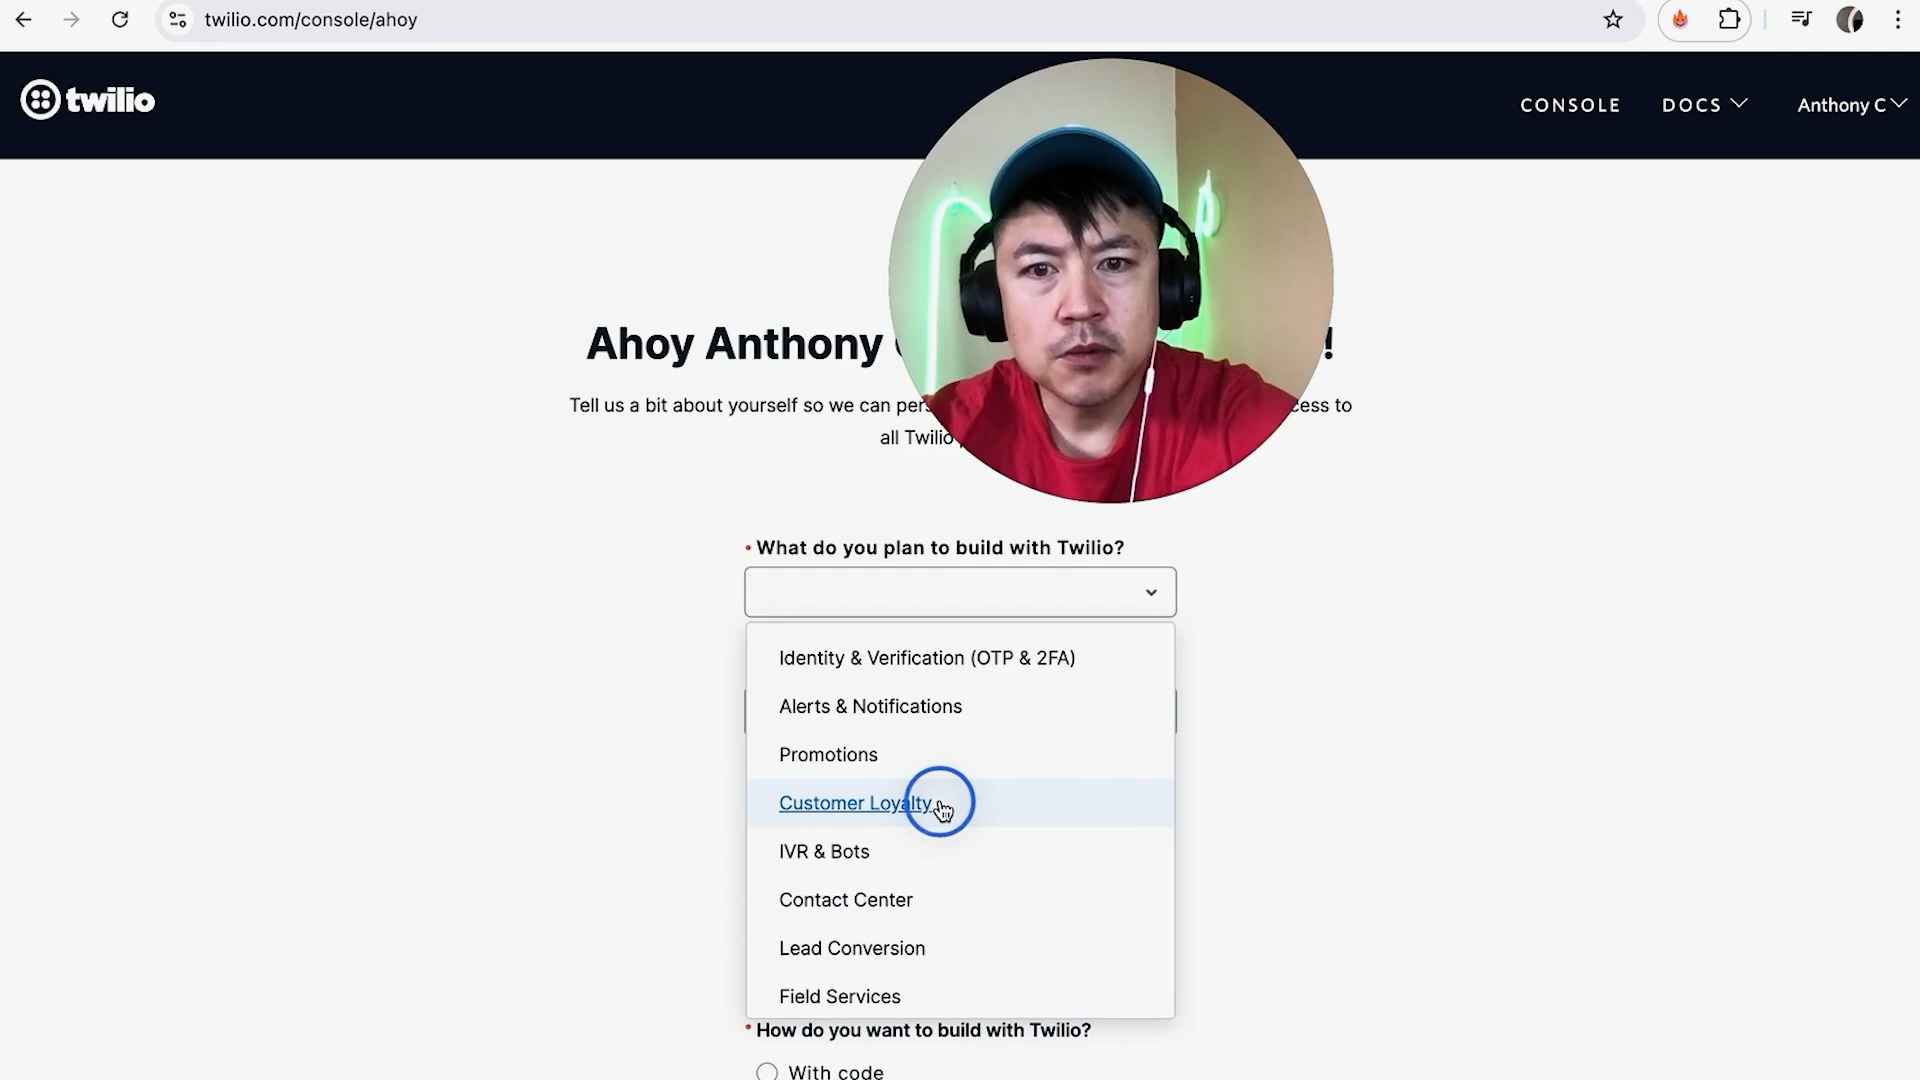 twilio.com/console/ahoy
twilio
CONSOLE
DOCS
Anthony C
Ahoy Anthony !
Tell us a bit about yourself so we can to
all Twilio
• What do you plan to build with Twilio?
Identity & Verification (OTP & 2FA)
Alerts & Notifications
Promotions
Customer Loyalty
IVR & Bots
Contact Center
Lead Conversion
Field Services
• How do you want to build with Twilio?
With code